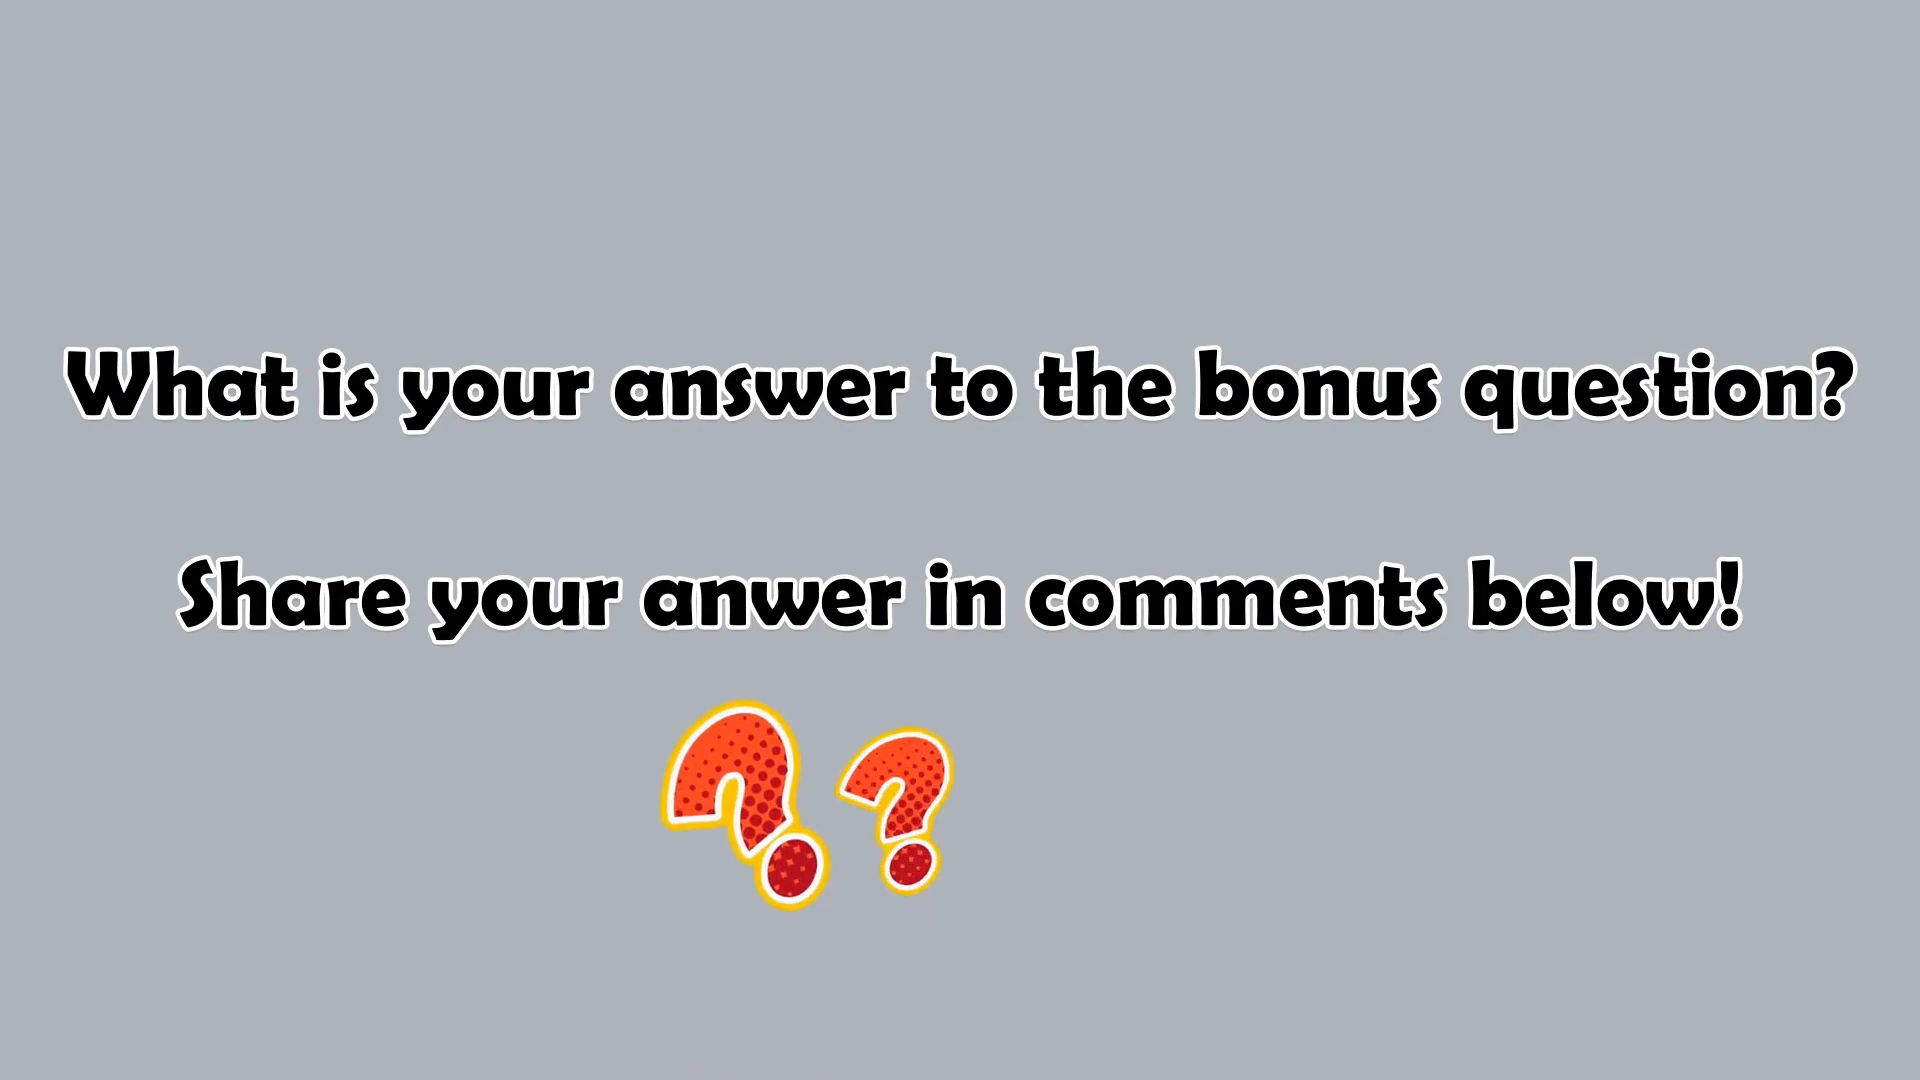 What is your answer to the bonus question?
Share your anwer in comments below!
??